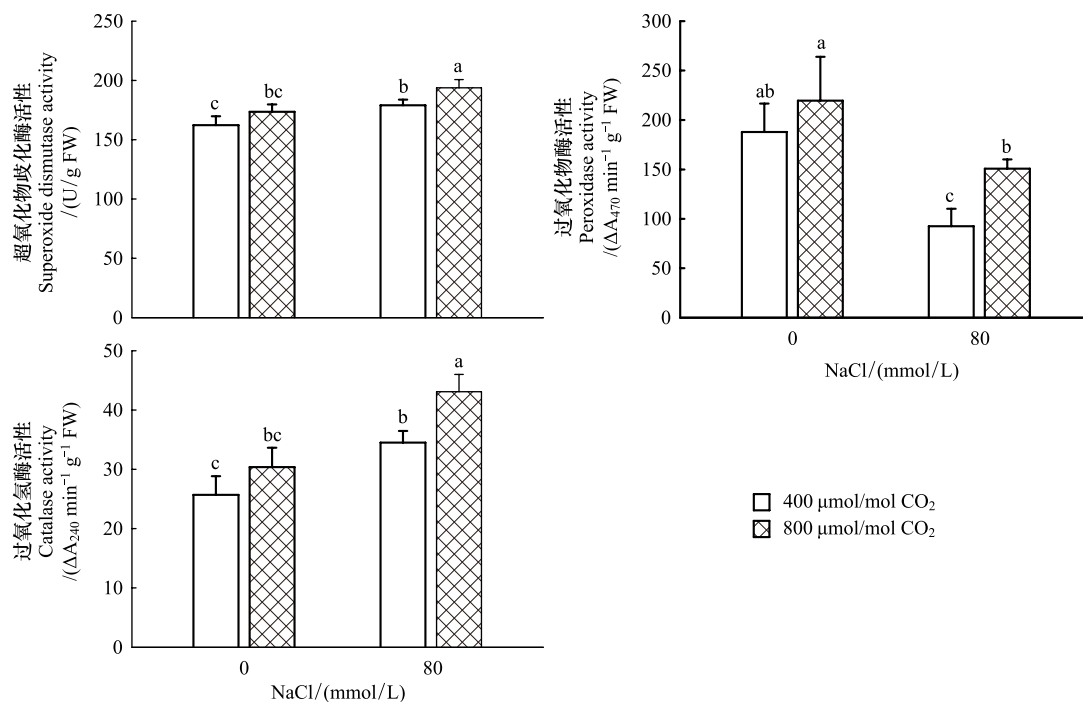 超氧化物歧化酶活性
Superoxide dismutase activity
/(U/g FW)
250
200
150
100
50
0
c
bc
b
a
过氧化物酶活性
Peroxidase activity
/(ΔA₄₇₀ min⁻¹ g⁻¹ FW)
300
250
200
150
100
50
0
ab
a
c
b
0
80
NaCl/(mmol/L)
过氧化氢酶活性
Catalase activity
/(ΔA₂₄₀ min⁻¹ g⁻¹ FW)
50
40
30
20
10
0
c
bc
b
a
0
80
NaCl/(mmol/L)
400 μmol/mol CO₂
800 μmol/mol CO₂